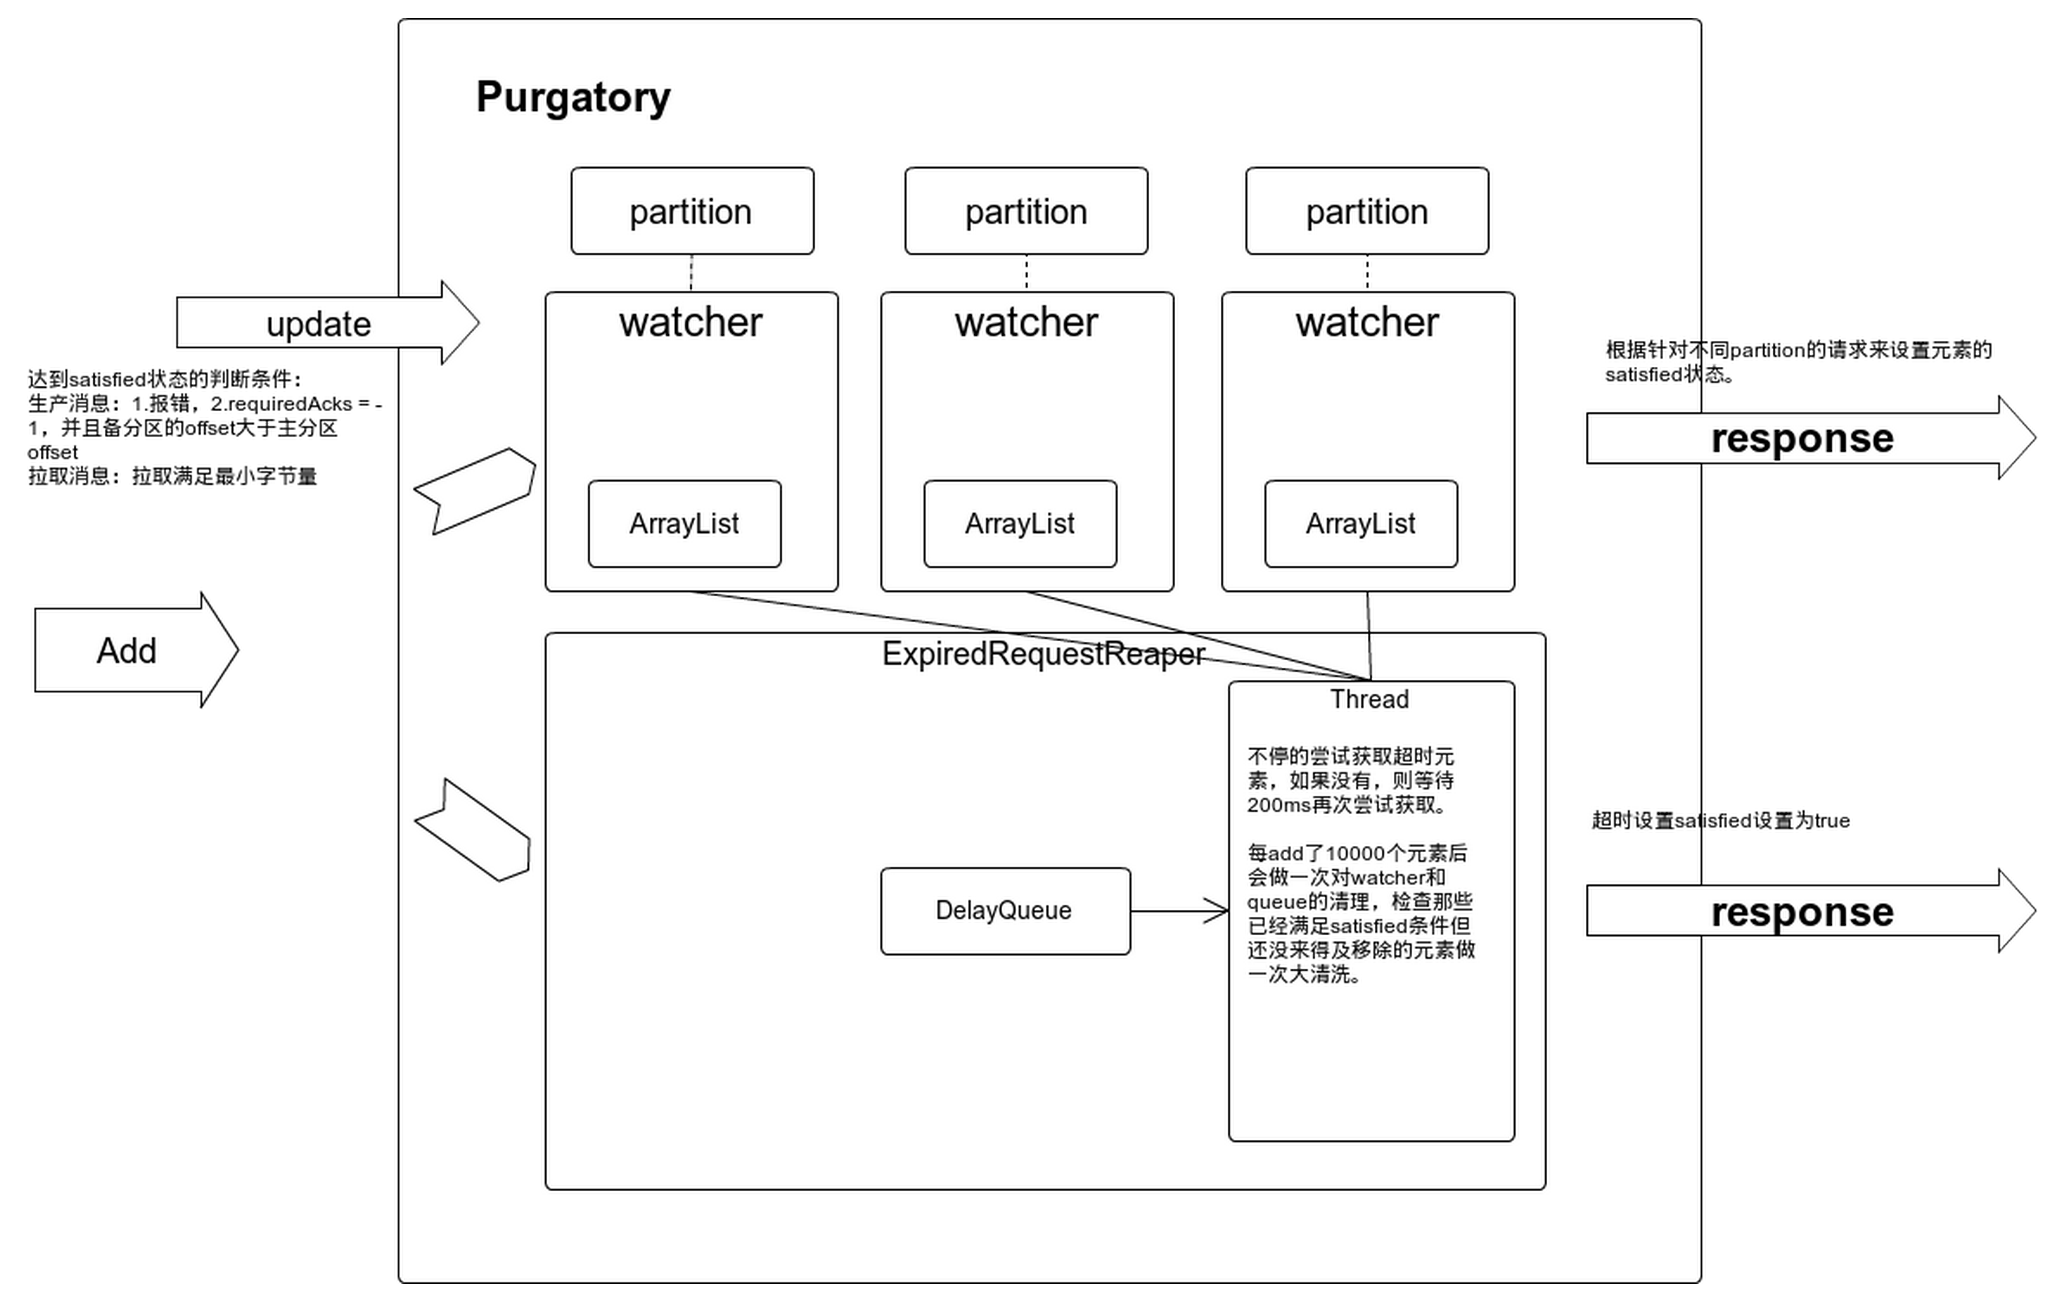 Purgatory
partition
partition
partition
update
watcher
watcher
watcher
达到satisfied状态的判断条件：
生产消息：1.报错，2.requiredAcks = -
1，并且备分区的offset大于主分区
offset
拉取消息：拉取满足最小字节量
根据针对不同partition的请求来设置元素的
satisfied状态。
response
ArrayList
ArrayList
ArrayList
Add
ExpiredRequestReaper
Thread
不停的尝试获取超时元
素，如果没有，则等待
200ms再次尝试获取。
每add了10000个元素后
会做一次对watcher和
queue的清理，检查那些
已经满足satisfied条件但
还没来得及移除的元素做
一次大清洗。
DelayQueue
超时设置satisfied设置为true
response